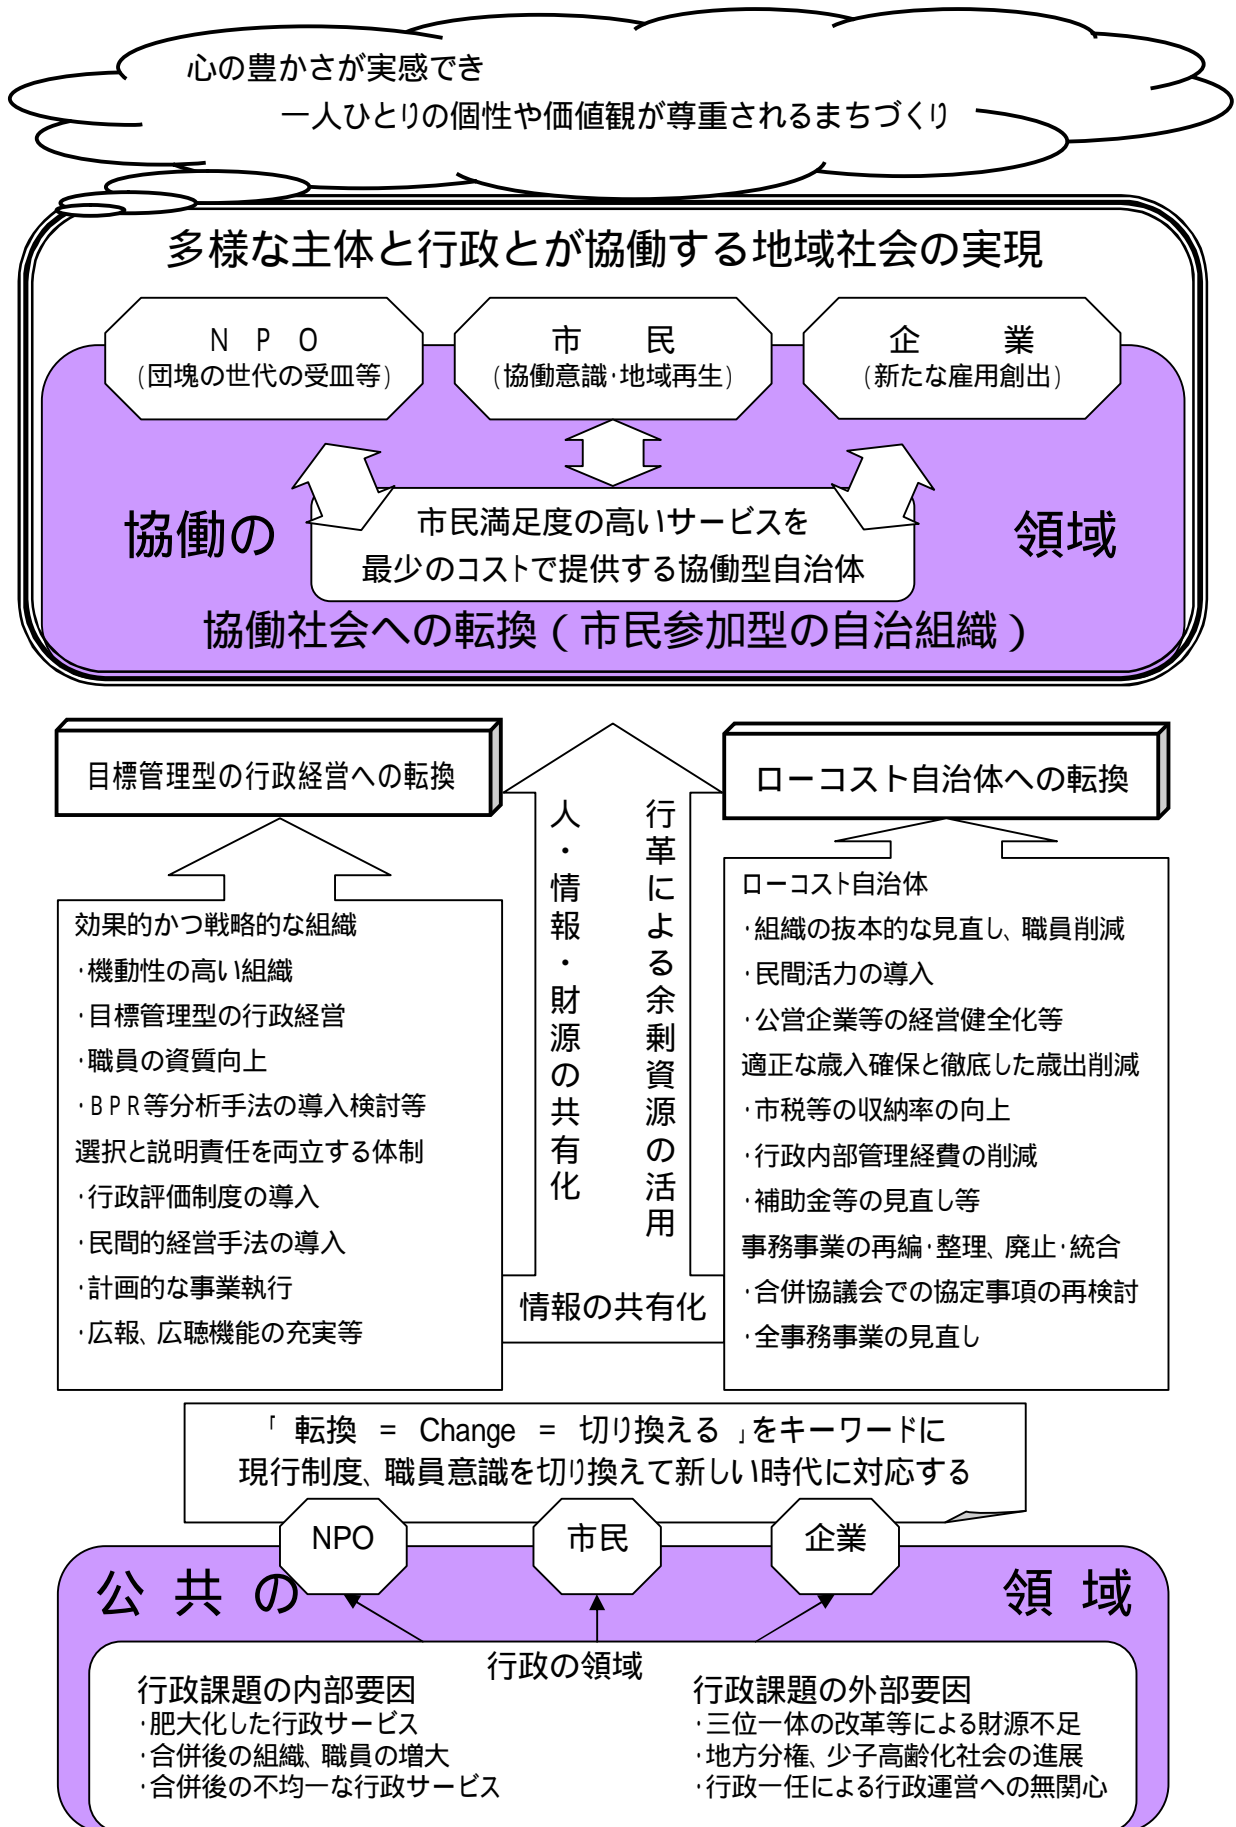 心の豊かさが実感でき
一人ひとりの個性や価値観が尊重されるまちづくり
多様な主体と行政とが協働する地域社会の実現
N P O
(団塊の世代の受皿等)
市 民
(協働意識・地域再生)
企 業
(新たな雇用創出)
協働の 領域
市民満足度の高いサービスを
最少のコストで提供する協働型自治体
協働社会への転換(市民参加型の自治組織)
目標管理型の行政経営への転換
ローコスト自治体への転換
人・情報・財源の共有化
行革による余剰資源の活用
効果的かつ戦略的な組織
・機動性の高い組織
・目標管理型の行政経営
・職員の資質向上
・BPR等分析手法の導入検討等
選択と説明責任を両立する体制
・行政評価制度の導入
・民間的経営手法の導入
・計画的な事業執行
・広報、広聴機能の充実等
情報の共有化
ローコスト自治体
・組織の抜本的な見直し、職員削減
・民間活力の導入
・公営企業等の経営健全化等
適正な歳入確保と徹底した歳出削減
・市税等の収納率の向上
・行政内部管理経費の削減
・補助金等の見直し等
事務事業の再編・整理、廃止・統合
・合併協議会での協定事項の再検討
・全事務事業の見直し
「 転換 = Change = 切り換える 」をキーワードに
現行制度、職員意識を切り換えて新しい時代に対応する
NPO
市民
企業
公 共 の 領 域
行政の領域
行政課題の内部要因
・肥大化した行政サービス
・合併後の組織、職員の増大
・合併後の不均一な行政サービス
行政課題の外部要因
・三位一体の改革等による財源不足
・地方分権、少子高齢化社会の進展
・行政一任による行政運営への無関心